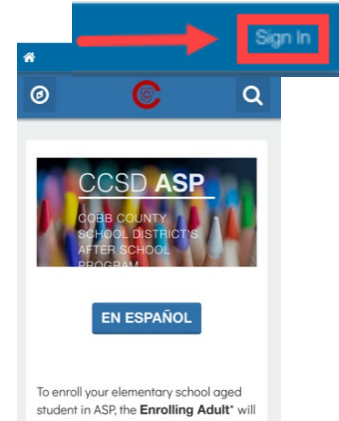 Sign In
CCSD ASP
COBB COUNTY
SCHOOL DISTRICT'S
AFTER SCHOOL
PROGRAM
EN ESPAÑOL
To enroll your elementary school aged
student in ASP, the Enrolling Adult* will